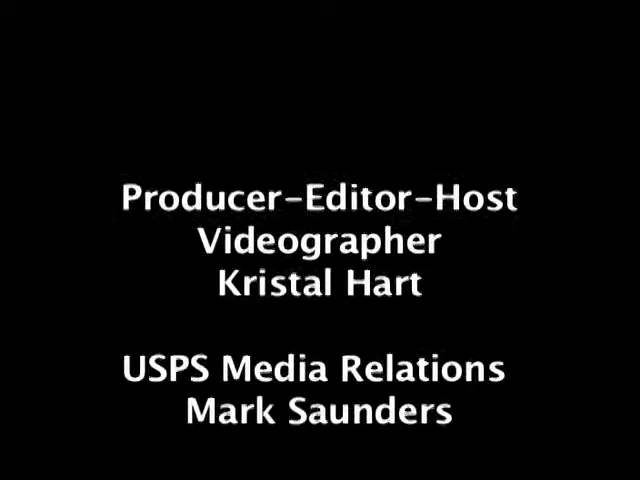 Producer-Editor-Host
Videographer
Kristal Hart
USPS Media Relations
Mark Saunders